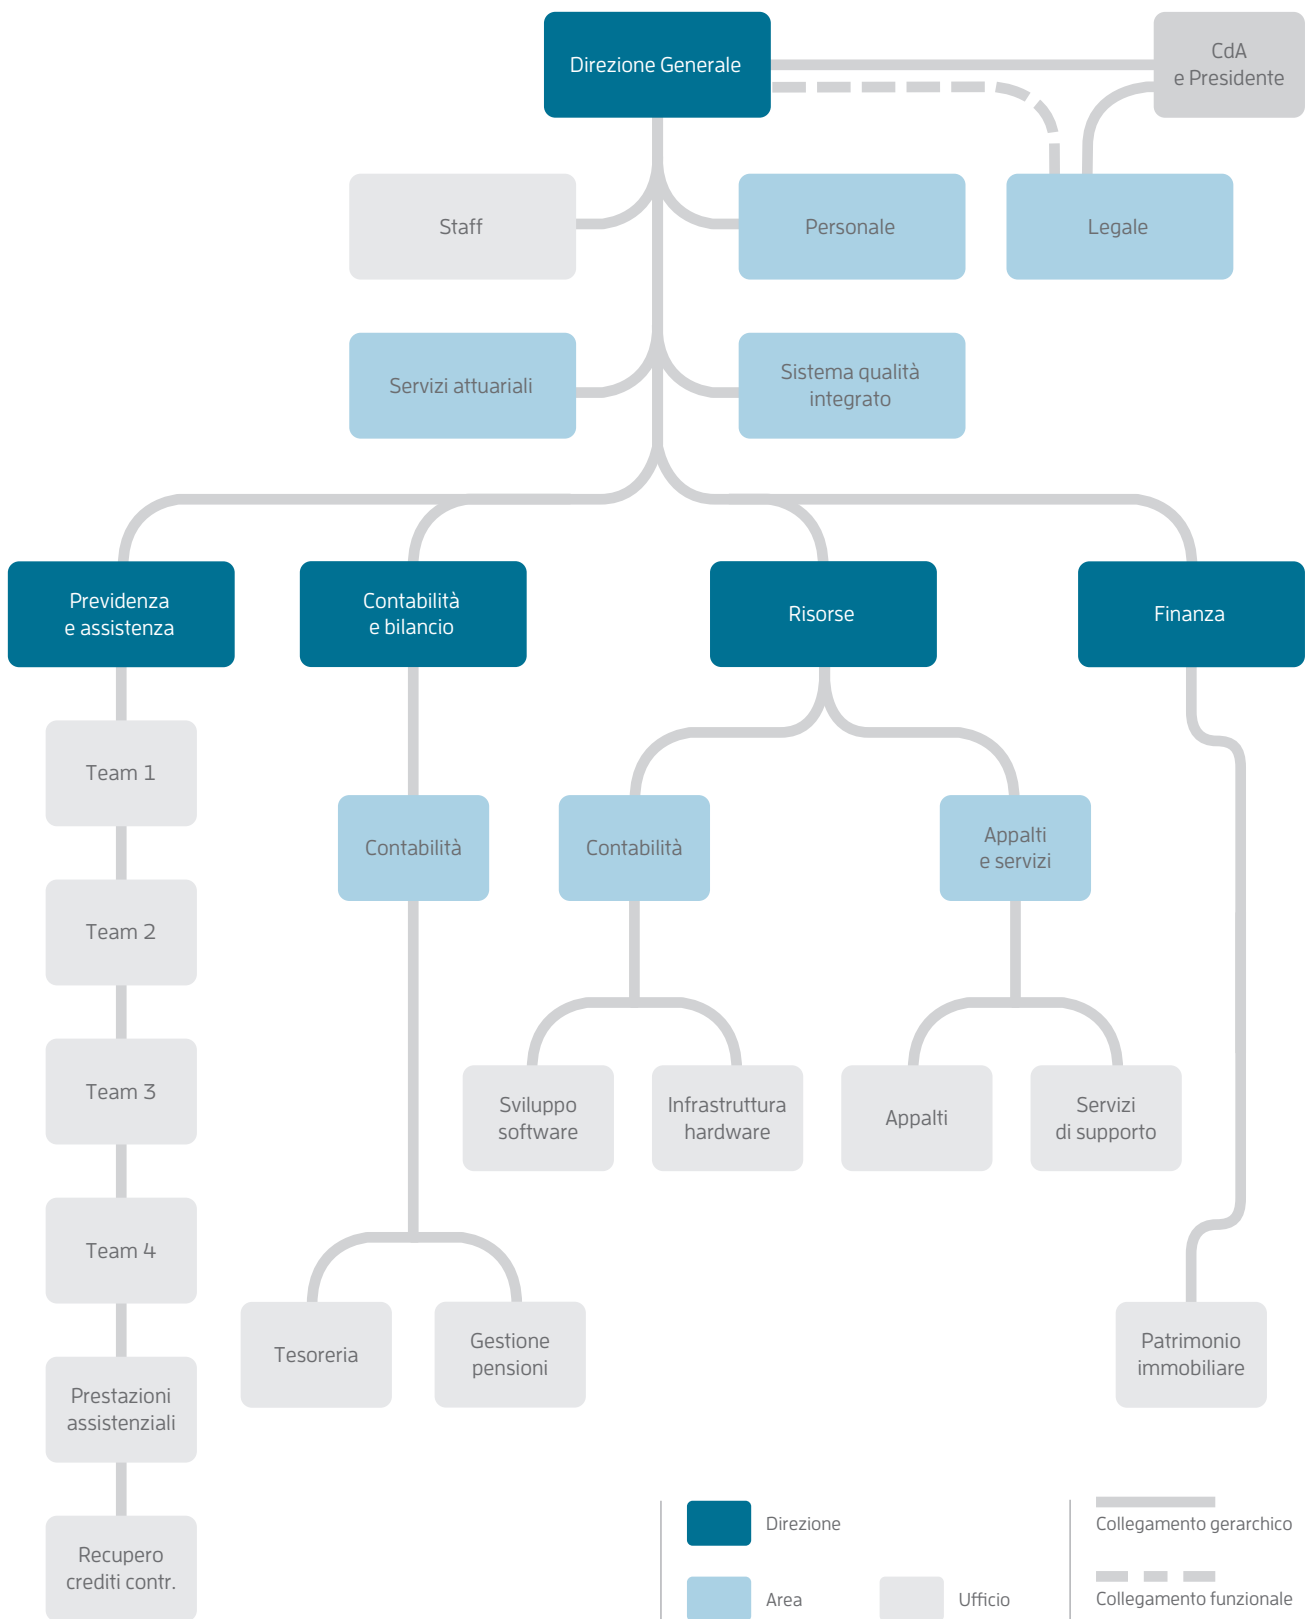 Direzione Generale
CdA
e Presidente
Staff
Personale
Legale
Servizi attuariali
Sistema qualità
integrato
Previdenza
e assistenza
Contabilità
e bilancio
Risorse
Finanza
Team 1
Contabilità
Contabilità
Appalti
e servizi
Team 2
Team 3
Sviluppo
software
Infrastruttura
hardware
Appalti
Servizi
di supporto
Team 4
Tesoreria
Gestione
pensioni
Patrimonio
immobiliare
Prestazioni
assistenziali
Recupero
crediti contr.
Direzione
Area
Ufficio
Collegamento gerarchico
Collegamento funzionale